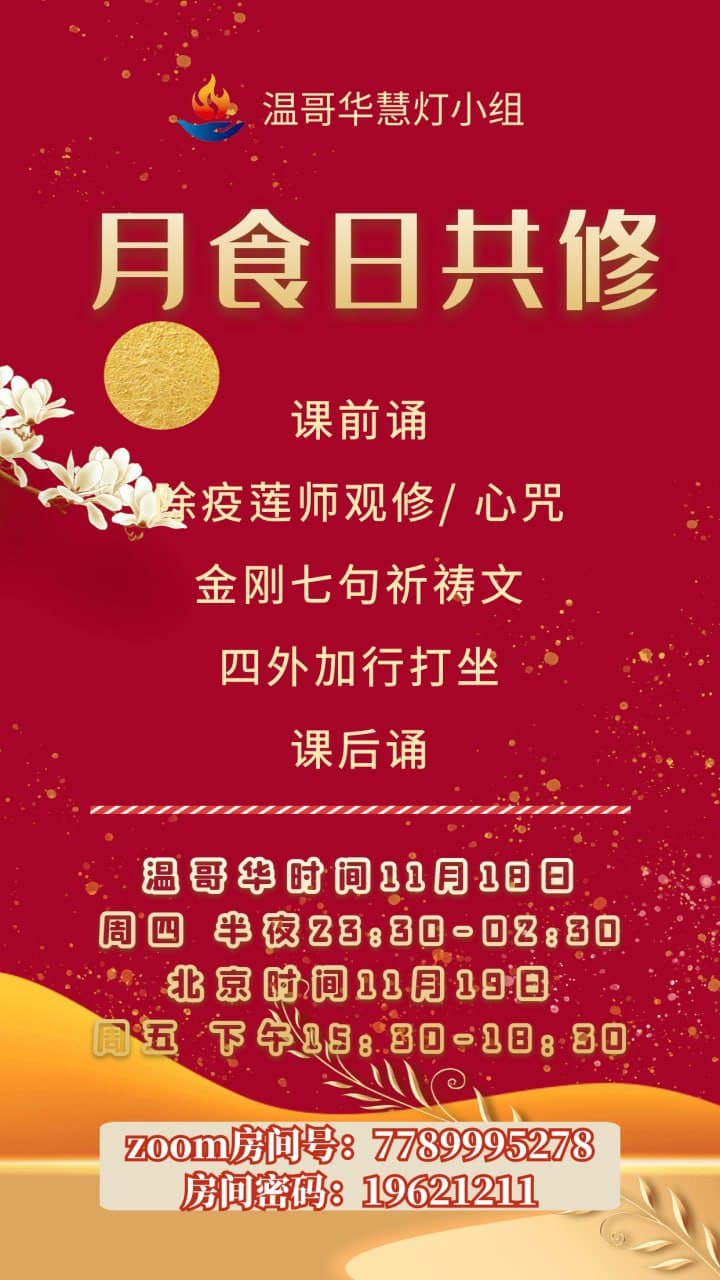 温哥华慧灯小组
月食日共修
课前诵
除疫莲师观修/ 心咒
金刚七句祈祷文
四外加行打坐
课后诵
温哥华时间11月18日
周四 半夜23:30-02:30
北京时间11月19日
周五 下午15:30-18:30
zoom房间号：7789995278
房间密码：19621211